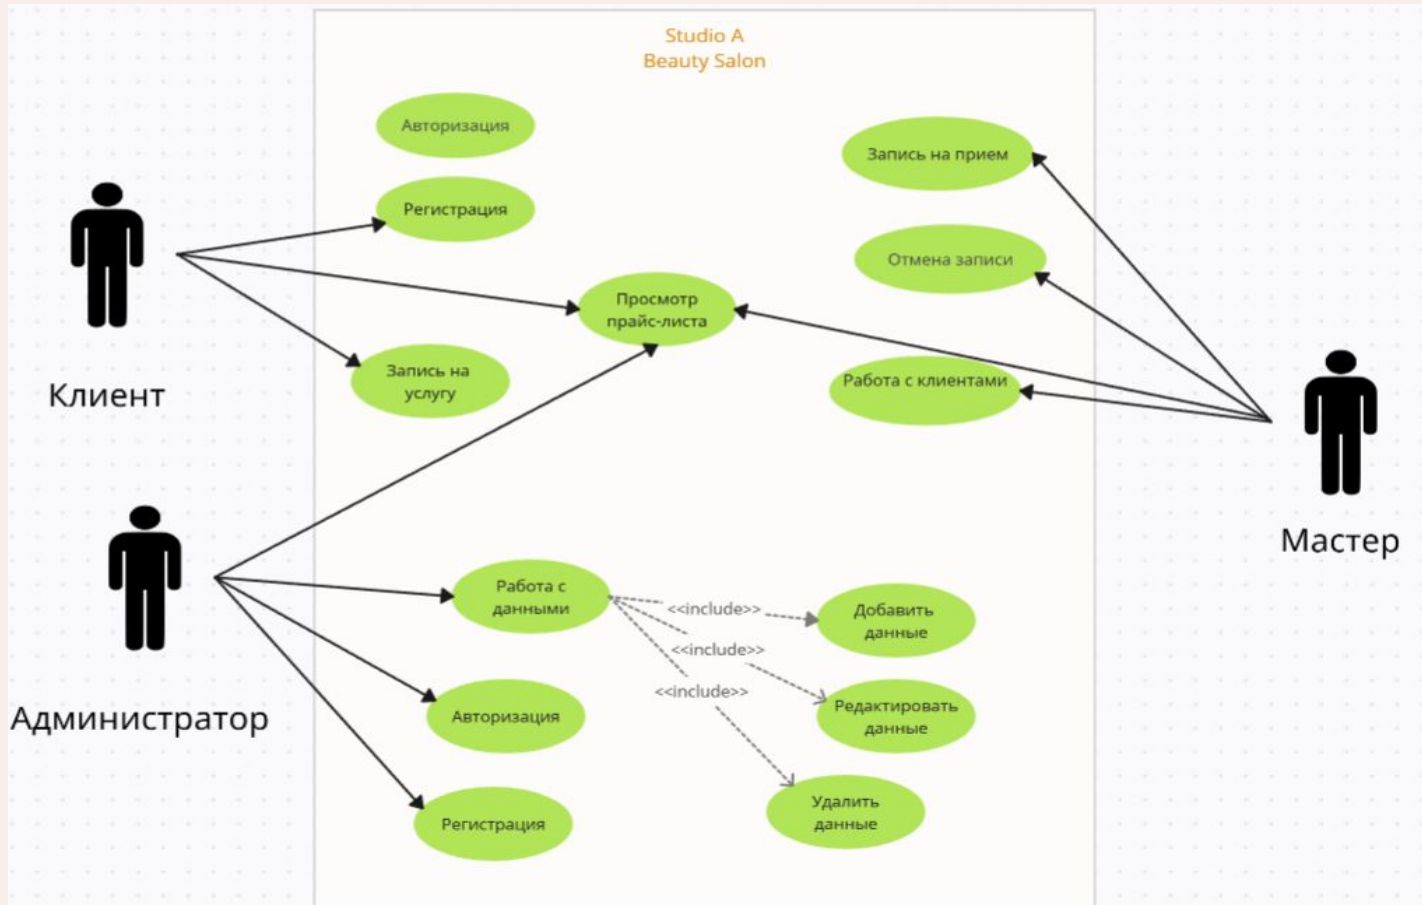 Studio A
Beauty Salon
Авторизация
Запись на прием
Регистрация
Отмена записи
Просмотр
прайс-листа
Запись на
услугу
Работа с клиентами
Клиент
Мастер
Работа с
данными
<<include>>
Добавить
данные
<<include>>
<<include>>
Редактировать
данные
Авторизация
Администратор
Удалить
данные
Регистрация